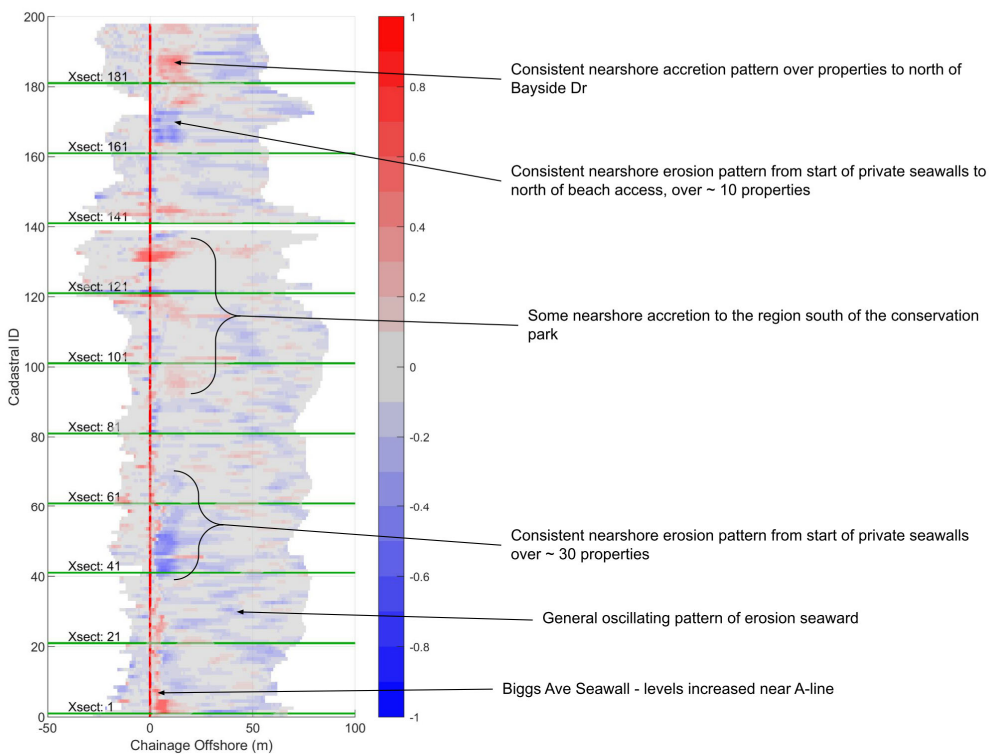 200
180
160
140
120
100
80
60
40
20
0
Cadastral ID
Xsect: 181
Xsect: 161
Xsect: 141
Xsect: 121
Xsect: 101
Xsect: 81
Xsect: 61
Xsect: 41
Xsect: 21
Xsect: 1
-50
0
50
100
Chainage Offshore (m)
1
0.8
0.6
0.4
0.2
0
-0.2
-0.4
-0.6
-0.8
-1
Consistent nearshore accretion pattern over properties to north of
Bayside Dr
Consistent nearshore erosion pattern from start of private seawalls to
north of beach access, over ~ 10 properties
Some nearshore accretion to the region south of the conservation
park
Consistent nearshore erosion pattern from start of private seawalls
over ~ 30 properties
General oscillating pattern of erosion seaward
Biggs Ave Seawall - levels increased near A-line